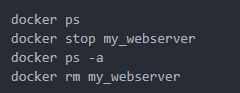 docker ps
docker stop my_webserver
docker ps -a
docker rm my_webserver